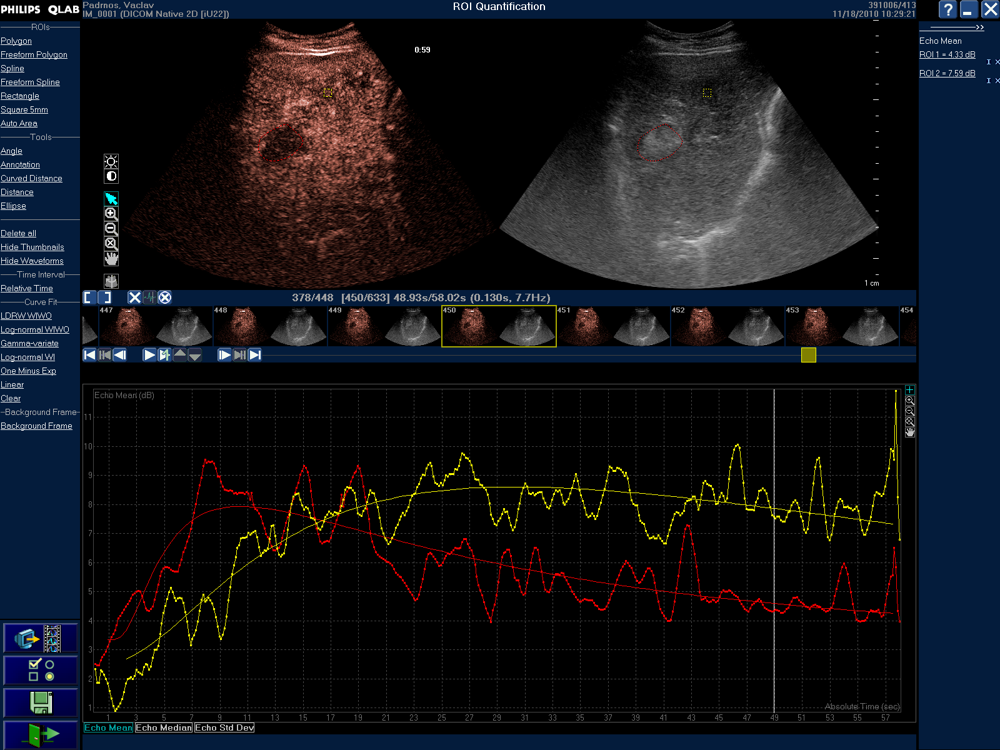 PHILIPS QLAB
Padrnos, Vaclav
IM_0001 (DICOM Native 2D [iU22])
ROI Quantification
391006/413
11/18/2010 10:29:21
ROIs
Polygon
Freeform Polygon
Spline
Freeform Spline
Rectangle
Square 5mm
Auto Area
Tools
Angle
Annotation
Curved Distance
Distance
Ellipse
Delete all
Hide Thumbnails
Hide Waveforms
Time Interval
Relative Time
Curve Fit
LDRW WIWO
Log-normal WIWO
Gamma-variate
Log-normal WI
One Minus Exp
Linear
Clear
Background Frame
Background Frame
0:59
1 cm
>>
Echo Mean
ROI 1 = 4.33 dB
I X
ROI 2 = 7.59 dB
I X
378/448 [450/633] 48.93s/58.02s (0.130s, 7.7Hz)
447 448 449 450 451 452 453 454
Echo Mean (dB)
11
10
9
8
7
6
5
4
3
2
1
Absolute Time (sec)
1 3 5 7 9 11 13 15 17 19 21 23 25 27 29 31 33 35 37 39 41 43 45 47 49 51 53 55 57
Echo Mean Echo Median Echo Std Dev